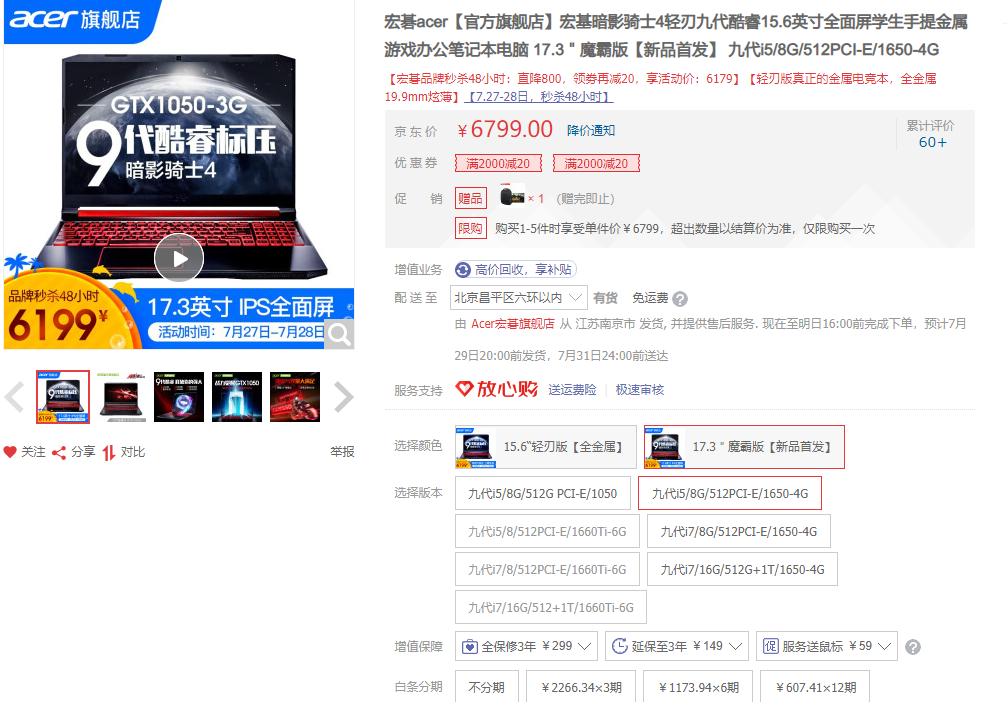 acer 旗舰店
GTX1050-3G
9代酷睿标压
暗影骑士4
品牌秒杀48小时
6199¥
17.3英寸 IPS全面屏
活动时间：7月27日-7月28日
关注 分享 对比 举报
宏碁acer【官方旗舰店】宏基暗影骑士4轻刃九代酷睿15.6英寸全面屏学生手提金属
游戏办公笔记本电脑 17.3＂魔霸版【新品首发】 九代i5/8G/512PCI-E/1650-4G
【宏碁品牌秒杀48小时：直降800，领劵再减20，享活动价：6179】【轻刃版真正的金属电竞本，全金属
19.9mm炫薄】_【7.27-28日，秒杀48小时】_
京东价 ￥6799.00 降价通知
累计评价
60+
优惠券 满2000减20 满2000减20
促 销 赠品 × 1 （赠完即止）
限购 购买1-5件时享受单件价￥6799，超出数量以结算价为准，仅限购买一次
增值业务 高价回收，享补贴
配送至 北京昌平区六环以内 有货 免运费
由 Acer宏碁旗舰店 从 江苏南京市 发货, 并提供售后服务. 现在至明日16:00前完成下单，预计7月
29日20:00前发货，7月31日24:00前送达
服务支持 放心购 送运费险 极速审核
选择颜色 15.6“轻刃版【全金属】 17.3＂魔霸版【新品首发】
选择版本 九代i5/8G/512G PCI-E/1050 九代i5/8G/512PCI-E/1650-4G
九代i5/8/512PCI-E/1660Ti-6G 九代i7/8G/512PCI-E/1650-4G
九代i7/8/512PCI-E/1660Ti-6G 九代i7/16G/512G+1T/1650-4G
九代i7/16G/512+1T/1660Ti-6G
增值保障 全保修3年 ￥299 延保至3年 ￥149 促 服务送鼠标 ￥59
白条分期 不分期 ￥2266.34×3期 ￥1173.94×6期 ￥607.41×12期